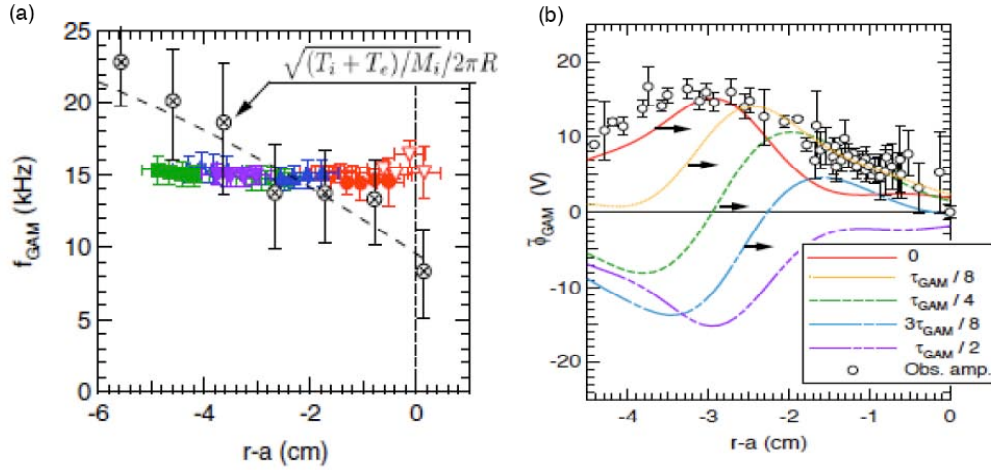 (a)
25
20
15
10
5
0
f_GAM (kHz)
√(T_i + T_e)/M_i/2πR
-6
-4
-2
0
r-a (cm)
(b)
20
10
0
-10
-20
ϕ̃_GAM (V)
0
τ_GAM / 8
τ_GAM / 4
3τ_GAM / 8
τ_GAM / 2
Obs. amp.
-4
-3
-2
-1
0
r-a (cm)